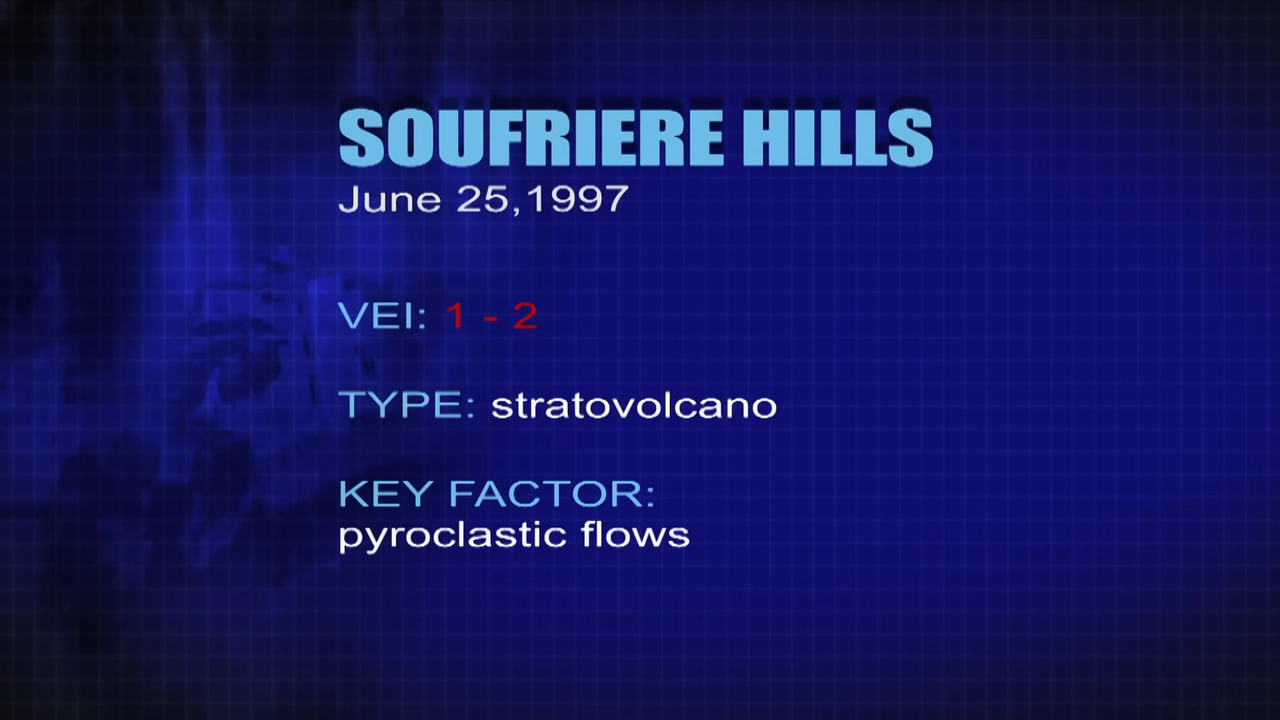 SOUFRIERE HILLS
June 25,1997
VEI: 1 - 2
TYPE: stratovolcano
KEY FACTOR:
pyroclastic flows